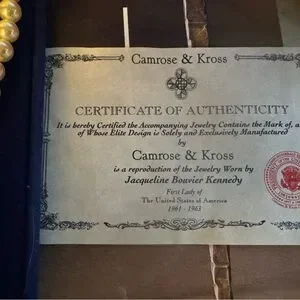 Camrose & Kross
CERTIFICATE OF AUTHENTICITY
It is hereby Certified the Accompanying Jewelry Contains the Mark of, a
of Whose Elite Design is Solely and Exclusively Manufactured
by
Camrose & Kross
is a reproduction of the Jewelry Worn by
Jacqueline Bouvier Kennedy
First Lady of
The United States of America
1961 - 1963